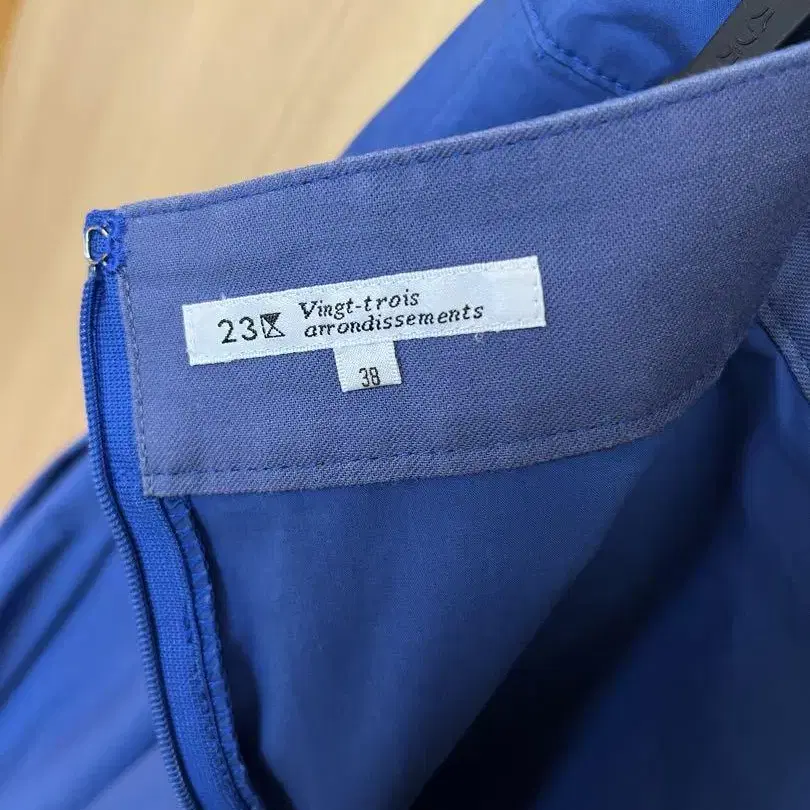 23区 Vingt-trois
arrondissements
38